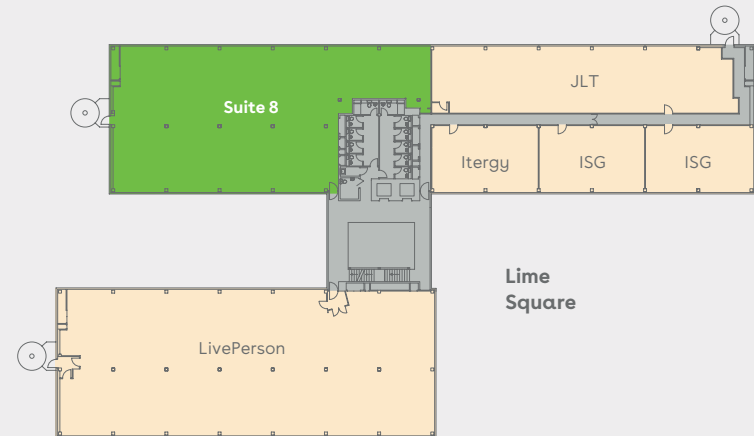 Suite 8
JLT
Itergy
ISG
ISG
Lime
Square
LivePerson